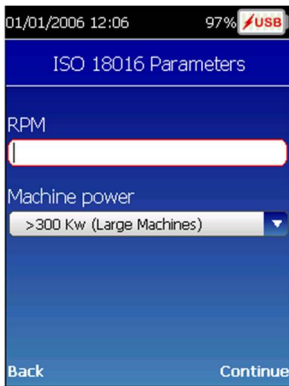 01/01/2006 12:06 97% USB
ISO 18016 Parameters
RPM
Machine power
>300 Kw (Large Machines)
Back Continue